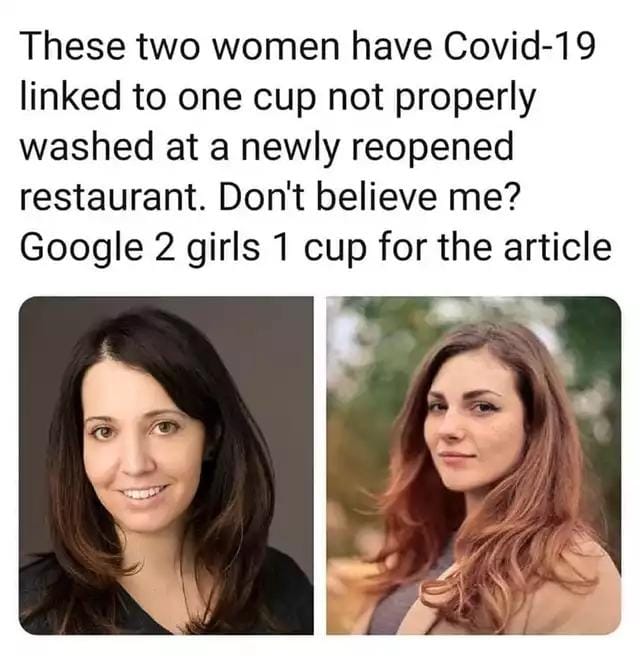 These two women have Covid-19
linked to one cup not properly
washed at a newly reopened
restaurant. Don't believe me?
Google 2 girls 1 cup for the article